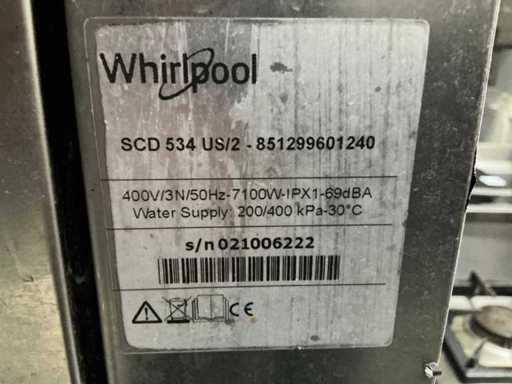 Whirlpool
SCD 534 US/2 - 851299601240
400V/3N/50Hz-7100W-IPX1-69dBA
Water Supply: 200/400 kPa-30°C
s/n 021006222
CE